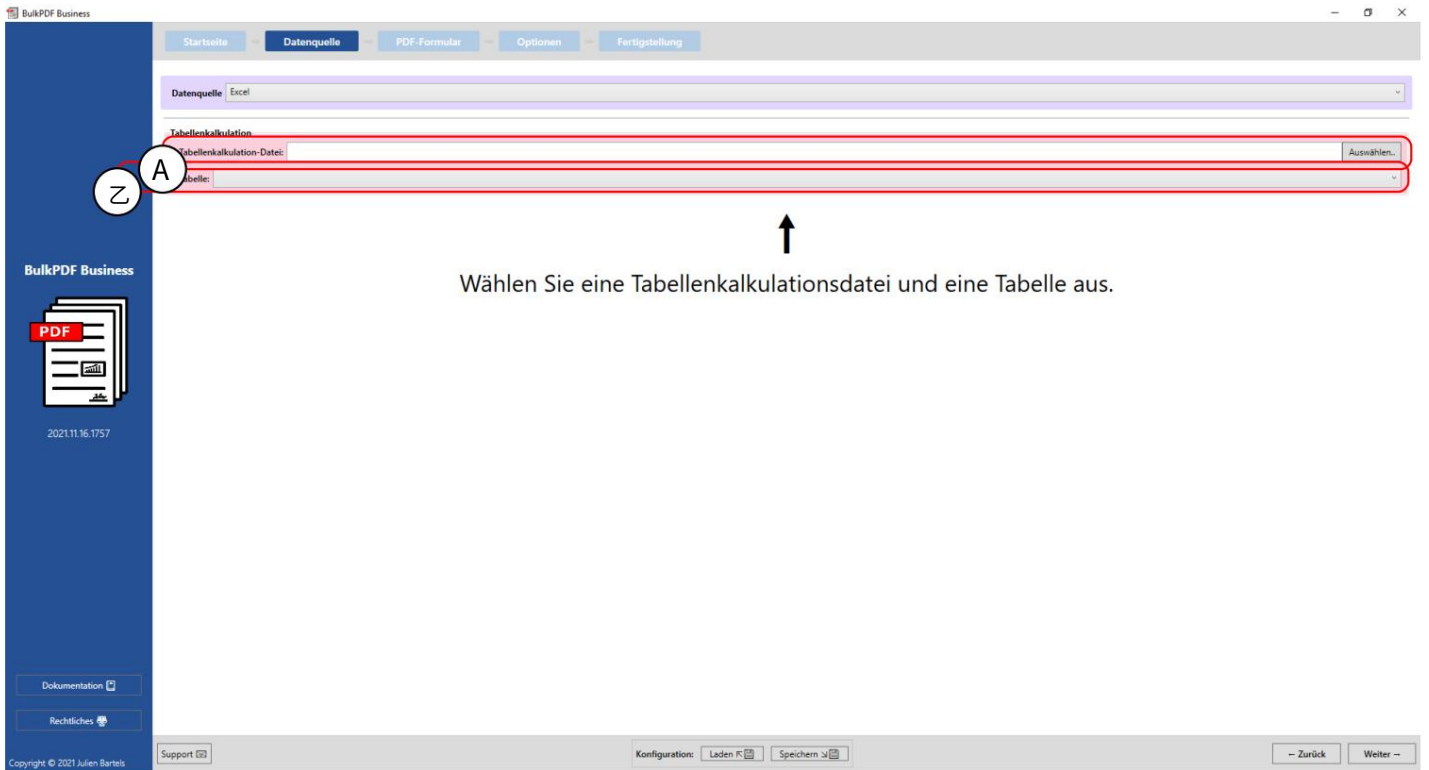 BulkPDF Business
Startseite Datenquelle PDF-Formular Optionen Fertigstellung
Datenquelle Excel
Tabellenkalkulation
Tabellenkalkulation-Datei: Auswählen..
A
abelle:
乙
Wählen Sie eine Tabellenkalkulationsdatei und eine Tabelle aus.
BulkPDF Business
PDF
2021.11.16.1757
Dokumentation
Rechtliches
Copyright © 2021 Julien Bartels
Support
Konfiguration: Laden Speichern
← Zurück Weiter →